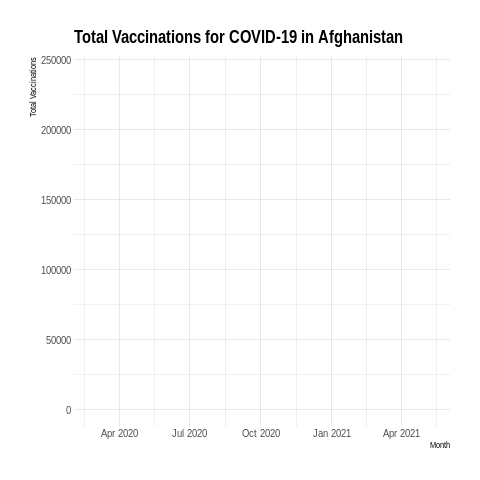 Total Vaccinations for COVID-19 in Afghanistan
Total Vaccinations
250000
200000
150000
100000
50000
0
Apr 2020 Jul 2020 Oct 2020 Jan 2021 Apr 2021
Month